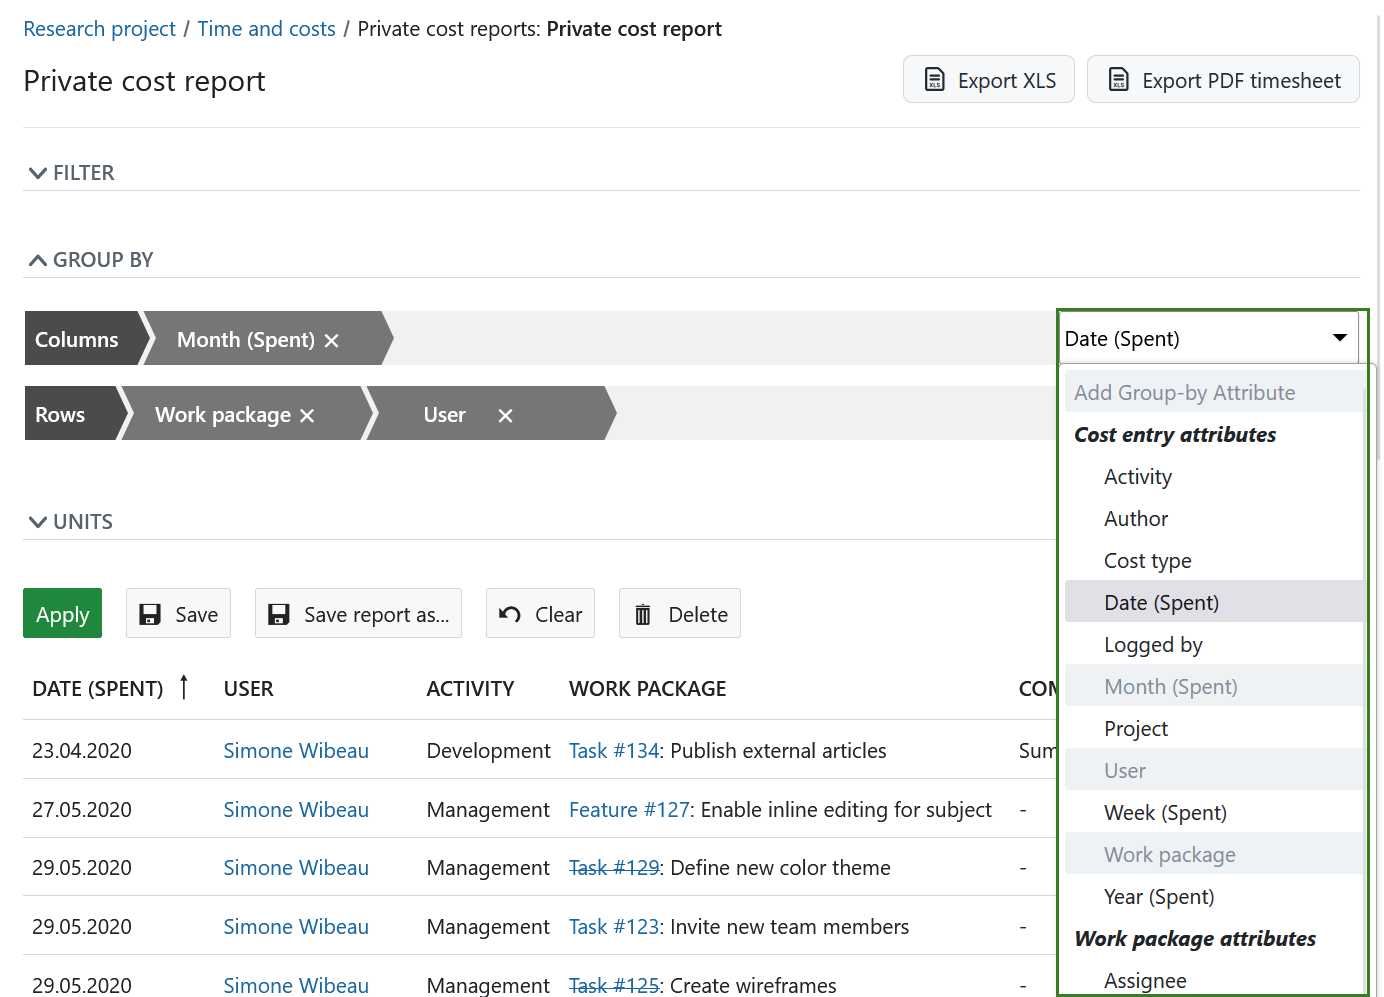 Research project / Time and costs / Private cost reports: Private cost report
Private cost report
Export XLS
Export PDF timesheet
FILTER
GROUP BY
Columns
Month (Spent)
Date (Spent)
Rows
Work package
User
Add Group-by Attribute
Cost entry attributes
Activity
Author
Cost type
Date (Spent)
Logged by
Month (Spent)
Project
User
Week (Spent)
Work package
Year (Spent)
Work package attributes
Assignee
UNITS
Apply
Save
Save report as...
Clear
Delete
DATE (SPENT) USER ACTIVITY WORK PACKAGE
23.04.2020 Simone Wibeau Development Task #134: Publish external articles
27.05.2020 Simone Wibeau Management Feature #127: Enable inline editing for subject -
29.05.2020 Simone Wibeau Management Task #129: Define new color theme -
29.05.2020 Simone Wibeau Management Task #123: Invite new team members -
29.05.2020 Simone Wibeau Management Task #125: Create wireframes -